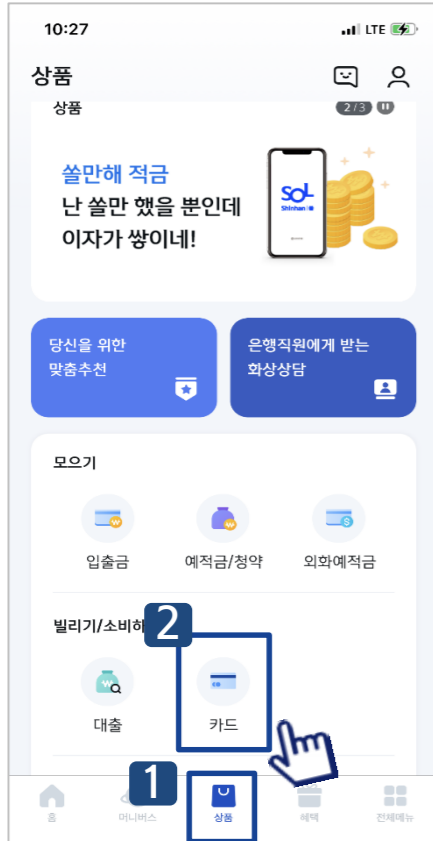 10:27
LTE
상품
상품
2/3
쏠만해 적금
난 쏠만 했을 뿐인데
이자가 쌓이네!
SOL
Shinhan
당신을 위한
맞춤추천
은행직원에게 받는
화상상담
모으기
입출금
예적금/청약
외화예적금
빌리기/소비하
2
대출
카드
1
홈
머니버스
상품
혜택
전체메뉴